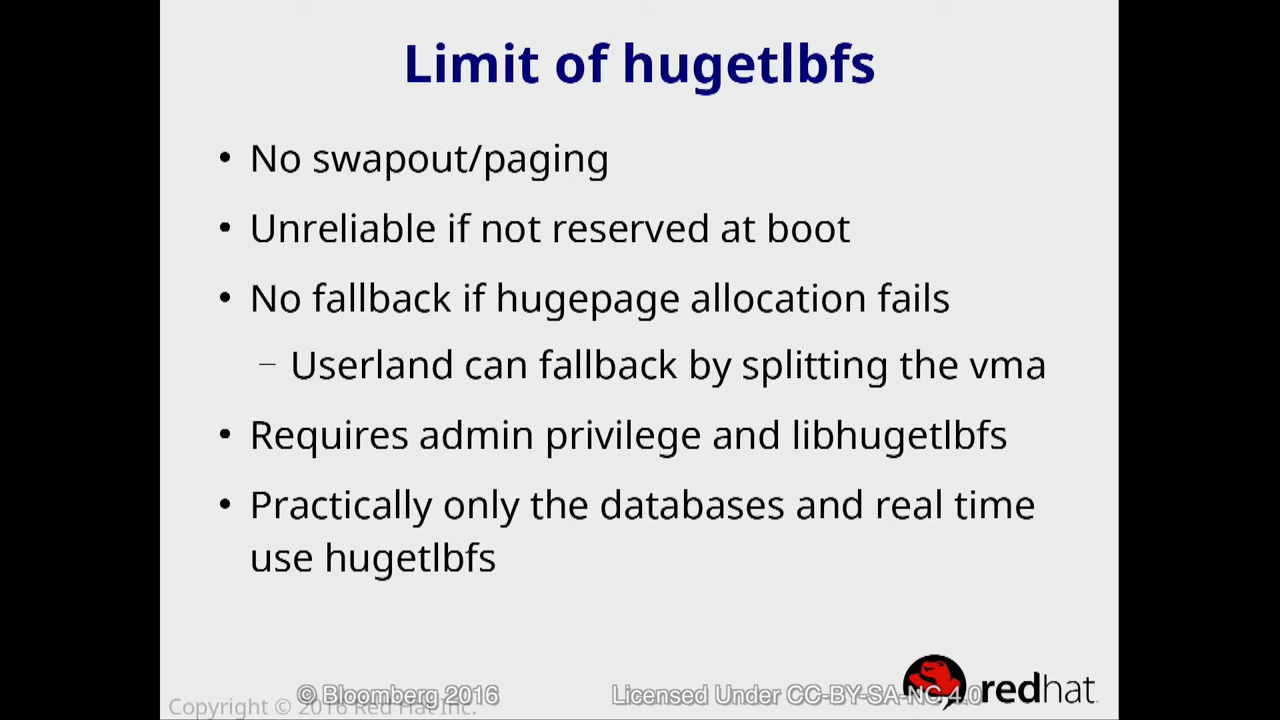 Limit of hugetlbfs
• No swapout/paging
• Unreliable if not reserved at boot
• No fallback if hugepage allocation fails
– Userland can fallback by splitting the vma
• Requires admin privilege and libhugetlbfs
• Practically only the databases and real time
use hugetlbfs
© Bloomberg 2016
Licensed Under CC-BY-SA-NC 4.0
redhat.
Copyright © 2016 Red Hat Inc.